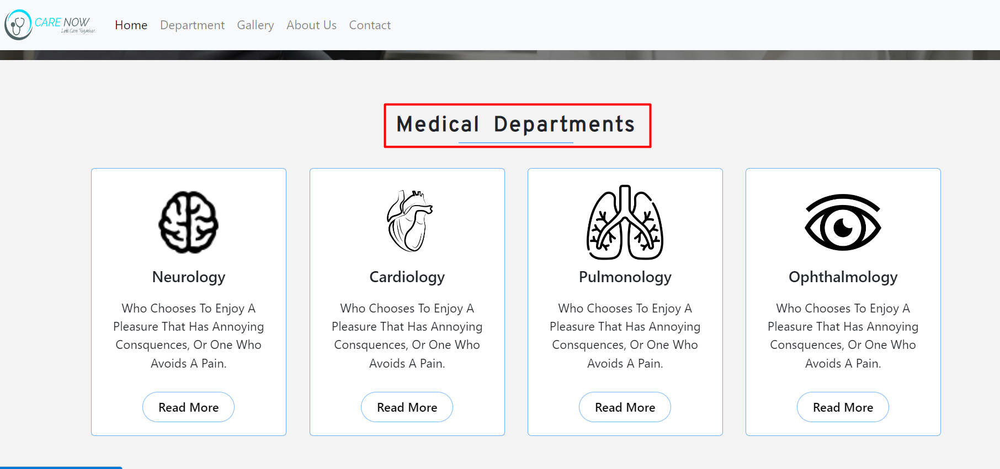 CARE NOW
Let's Care Togather.
Home
Department
Gallery
About Us
Contact
Medical Departments
Neurology
Who Chooses To Enjoy A
Pleasure That Has Annoying
Consquences, Or One Who
Avoids A Pain.
Read More
Cardiology
Who Chooses To Enjoy A
Pleasure That Has Annoying
Consquences, Or One Who
Avoids A Pain.
Read More
Pulmonology
Who Chooses To Enjoy A
Pleasure That Has Annoying
Consquences, Or One Who
Avoids A Pain.
Read More
Ophthalmology
Who Chooses To Enjoy A
Pleasure That Has Annoying
Consquences, Or One Who
Avoids A Pain.
Read More